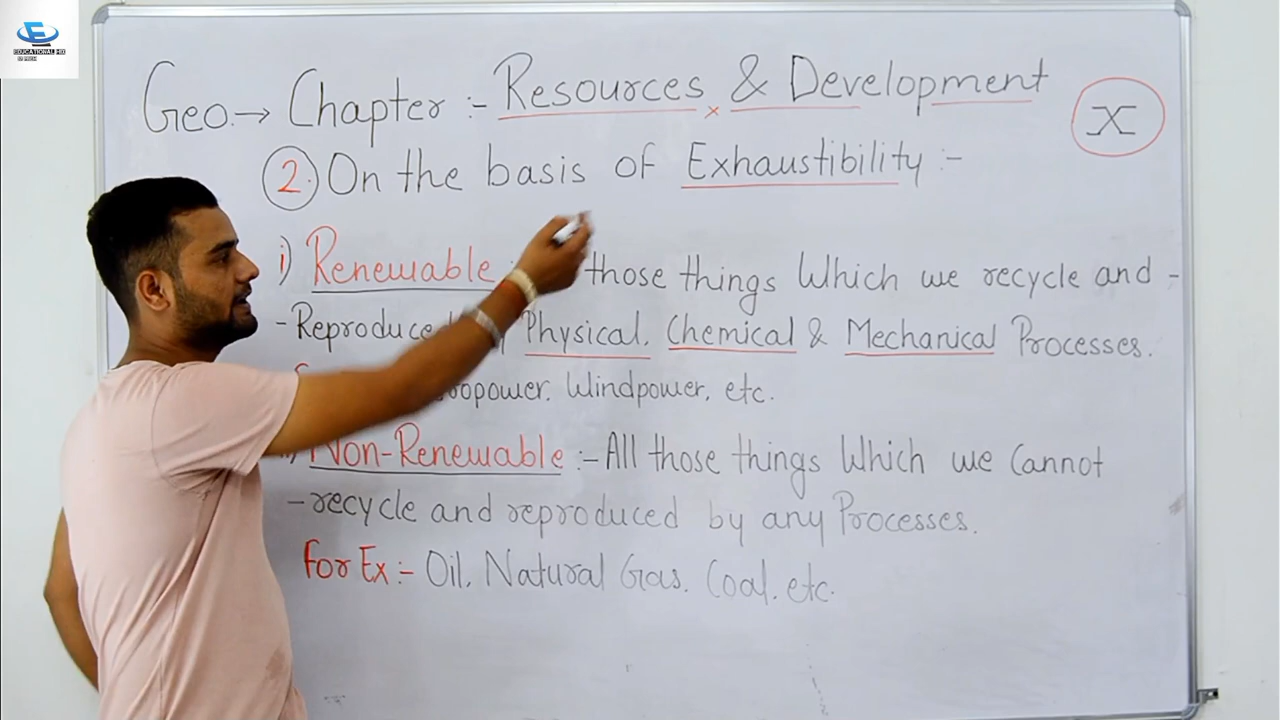 EDUCATIONAL
Geo.→ Chapter :- Resources & Development
X
2. On the basis of Exhaustibility :-
i) Renewable those things Which we recycle and -
-Reproduced Physical, Chemical & Mechanical Processes.
Windpower, etc.
Non-Renewable :- All those things Which we Cannot
- recycle and reproduced by any Processes.
For Ex :- Oil, Natural Gas, Coal, etc.